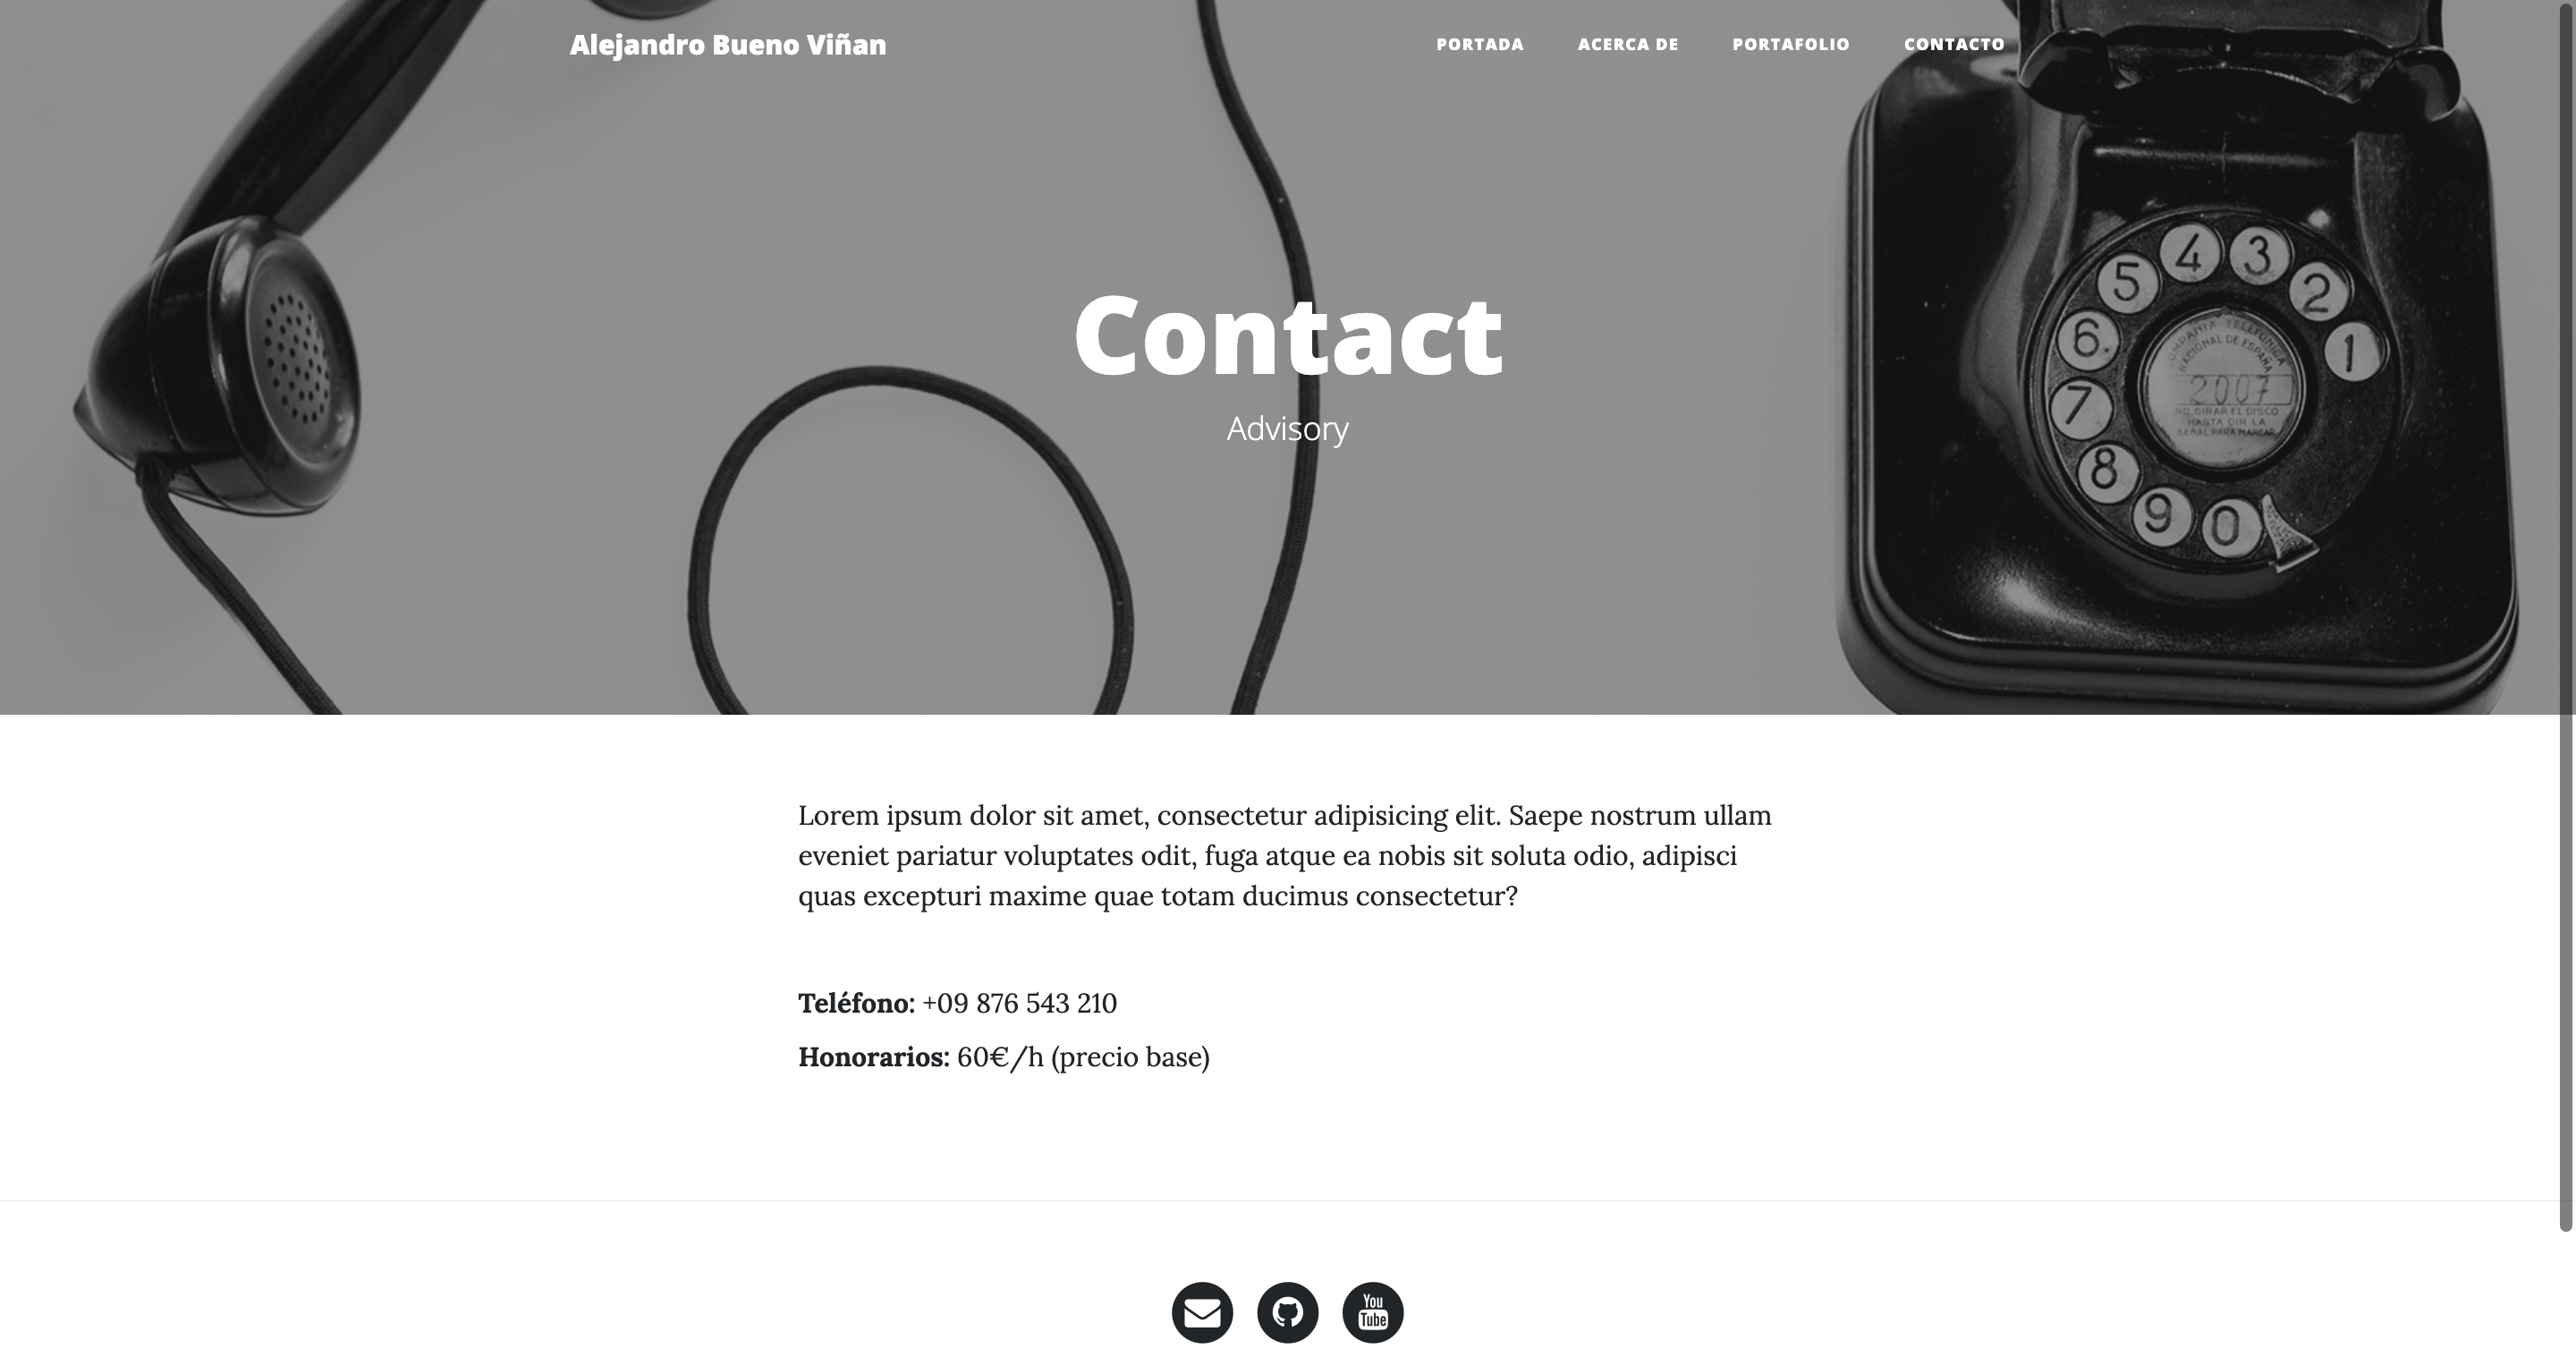 Alejandro Bueno Viñan
PORTADA ACERCA DE PORTAFOLIO CONTACTO
Contact
Advisory
4 3
5 2
6 1
7
8
9 0
TELEFONICA
NACIONAL DE ESPAÑA
2007
NO GIRAR EL DISCO
HASTA OIR LA
SEÑAL PARA MARCAR
Lorem ipsum dolor sit amet, consectetur adipisicing elit. Saepe nostrum ullam
eveniet pariatur voluptates odit, fuga atque ea nobis sit soluta odio, adipisci
quas excepturi maxime quae totam ducimus consectetur?
Teléfono: +09 876 543 210
Honorarios: 60€/h (precio base)
You
Tube